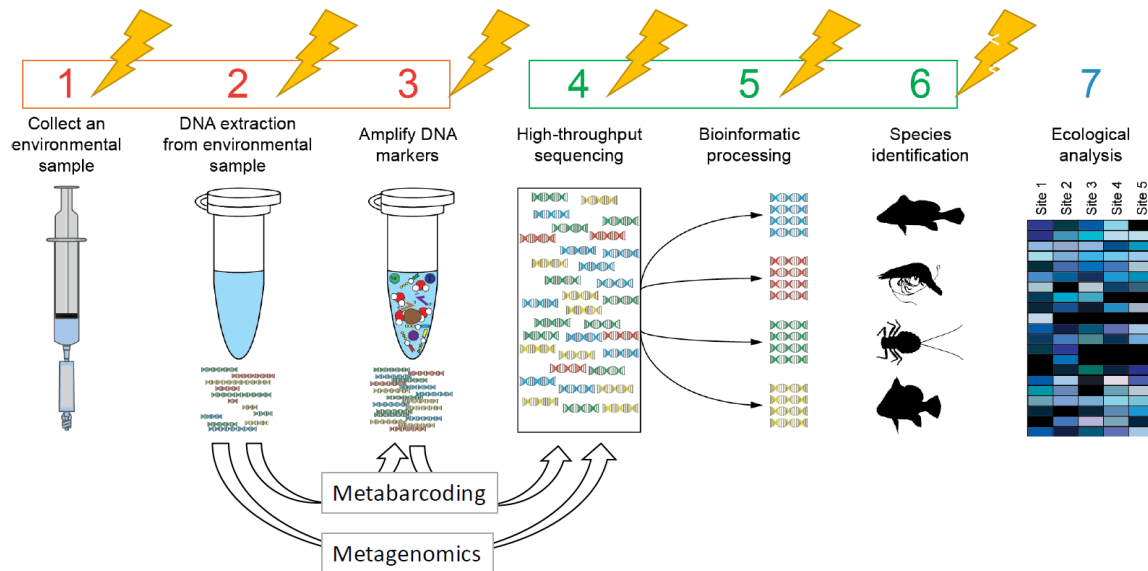 1
2
3
4
5
6
7
Collect an
environmental
sample
DNA extraction
from environmental
sample
Amplify DNA
markers
High-throughput
sequencing
Bioinformatic
processing
Species
identification
Ecological
analysis
Site 1
Site 2
Site 3
Site 4
Site 5
Metabarcoding
Metagenomics